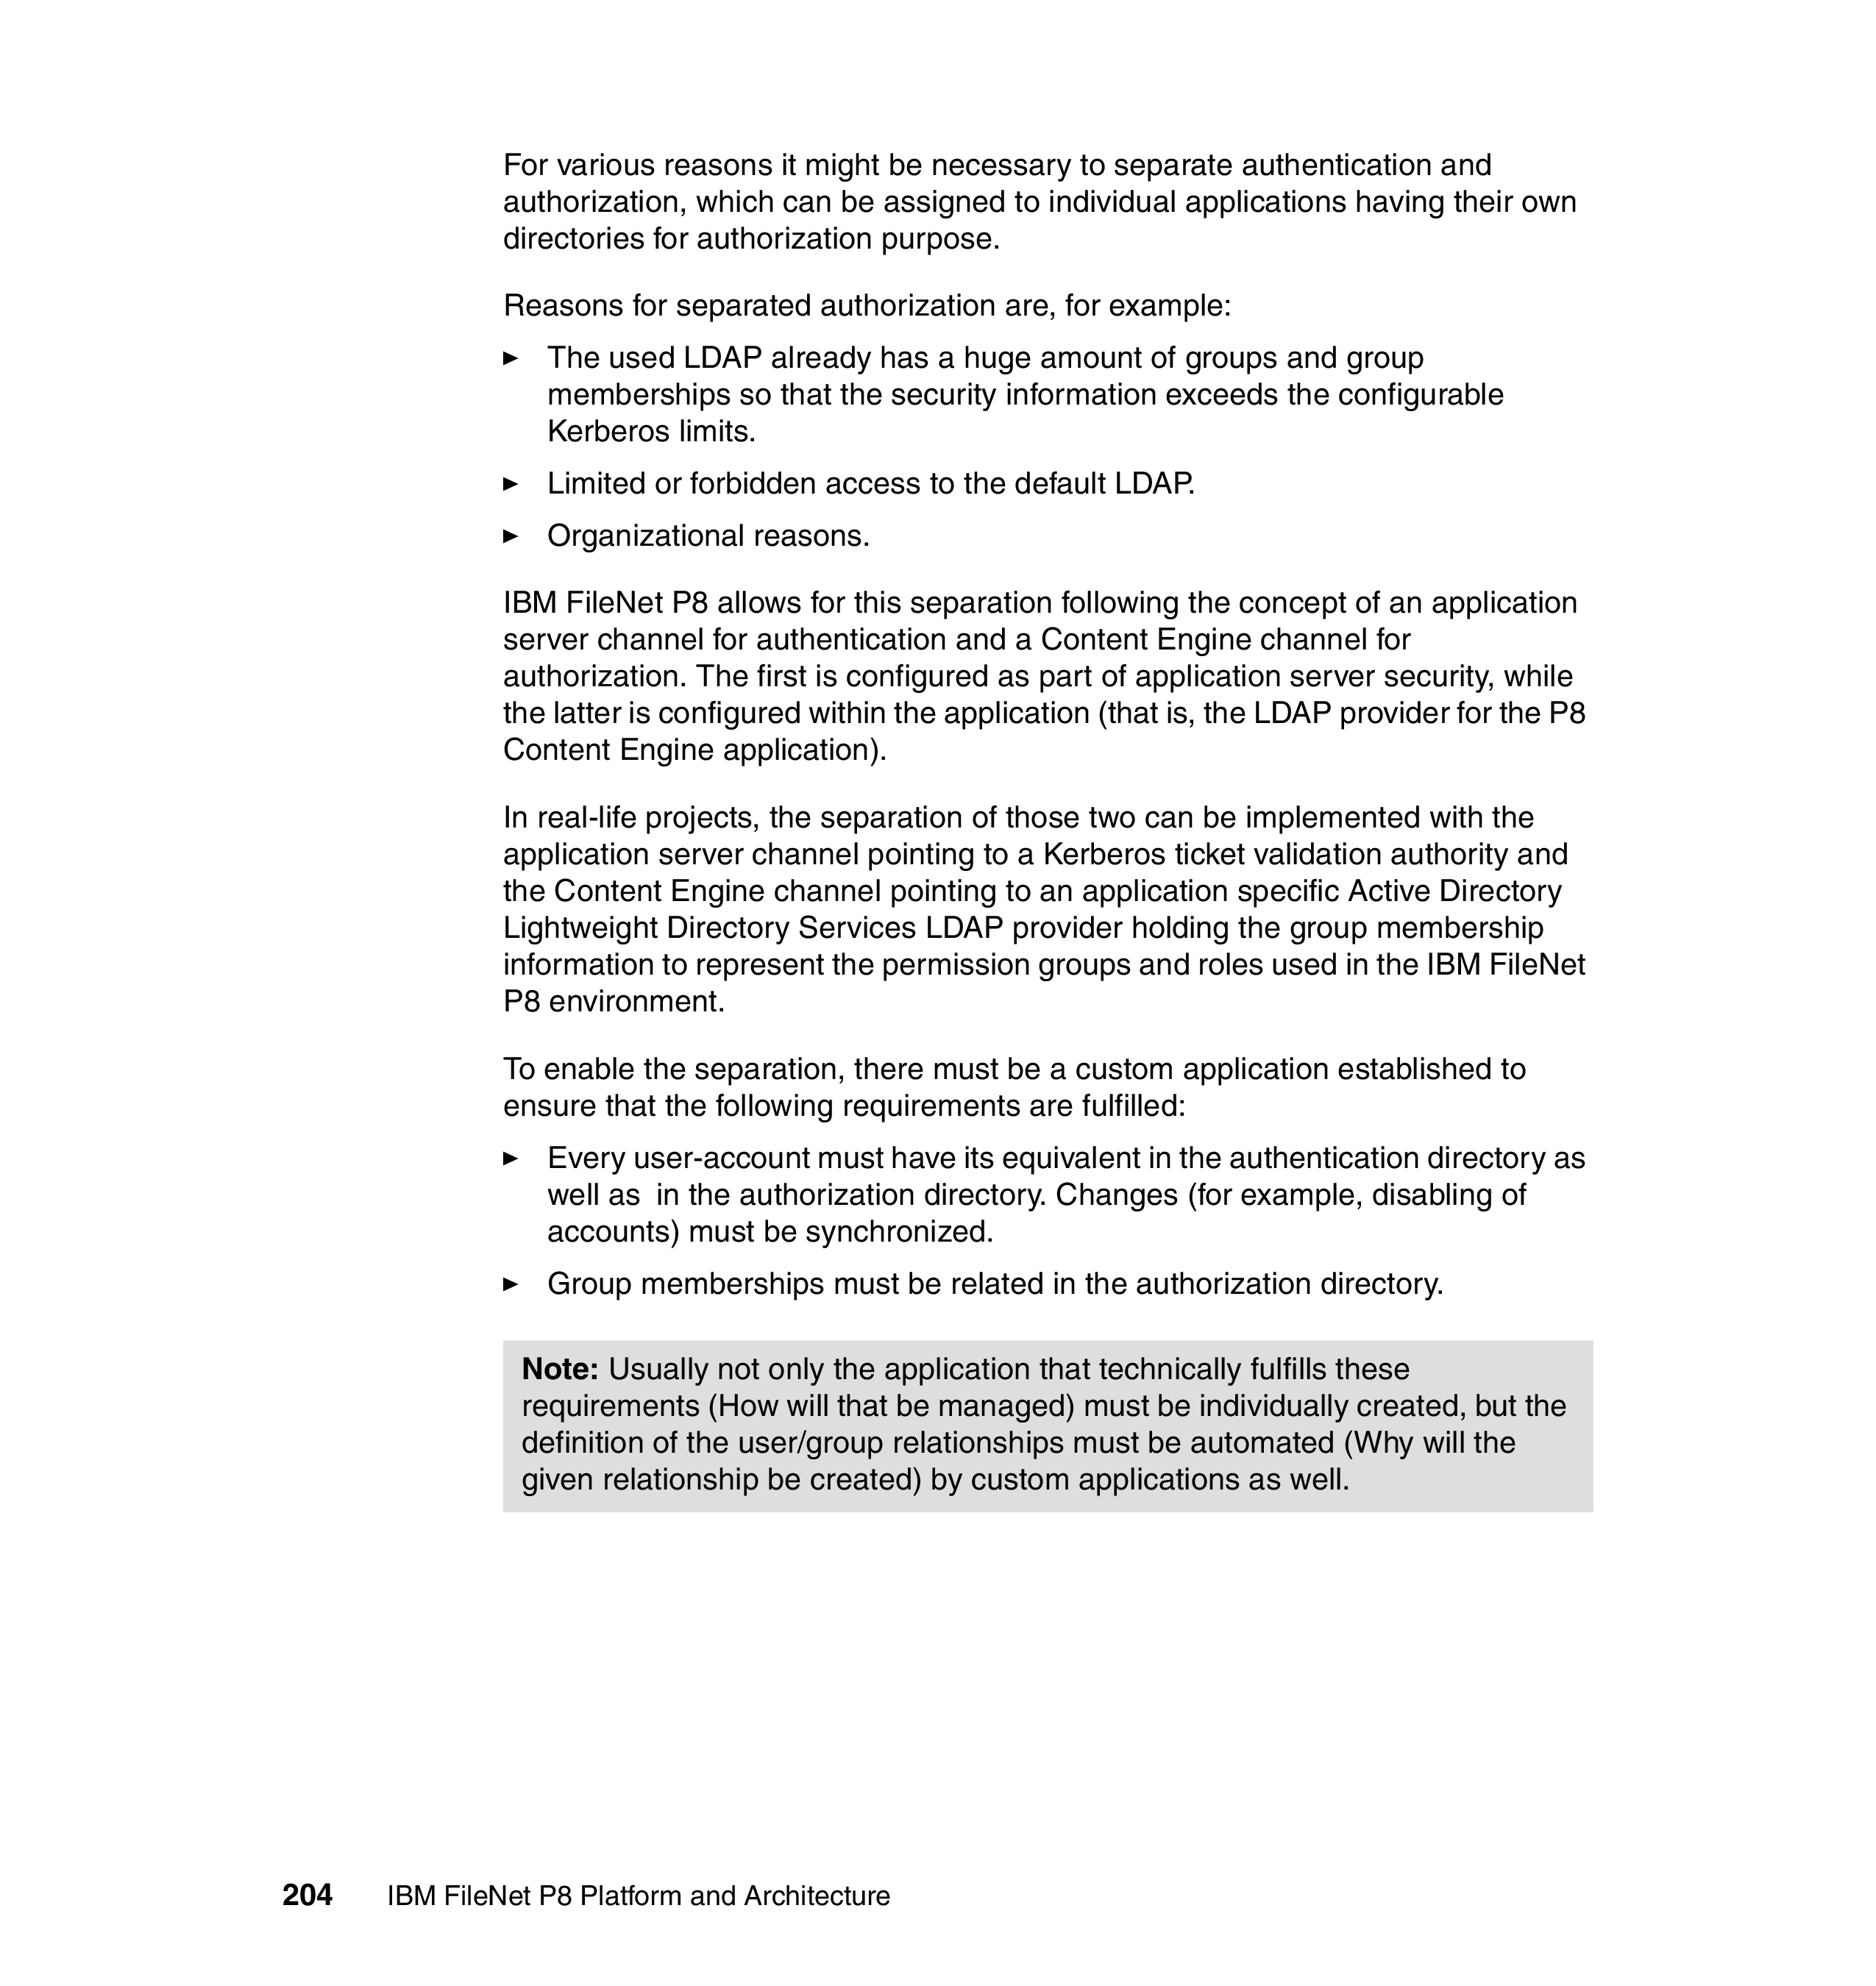 For various reasons it might be necessary to separate authentication and
authorization, which can be assigned to individual applications having their own
directories for authorization purpose.
Reasons for separated authorization are, for example:
► The used LDAP already has a huge amount of groups and group
memberships so that the security information exceeds the configurable
Kerberos limits.
► Limited or forbidden access to the default LDAP.
► Organizational reasons.
IBM FileNet P8 allows for this separation following the concept of an application
server channel for authentication and a Content Engine channel for
authorization. The first is configured as part of application server security, while
the latter is configured within the application (that is, the LDAP provider for the P8
Content Engine application).
In real-life projects, the separation of those two can be implemented with the
application server channel pointing to a Kerberos ticket validation authority and
the Content Engine channel pointing to an application specific Active Directory
Lightweight Directory Services LDAP provider holding the group membership
information to represent the permission groups and roles used in the IBM FileNet
P8 environment.
To enable the separation, there must be a custom application established to
ensure that the following requirements are fulfilled:
► Every user-account must have its equivalent in the authentication directory as
well as  in the authorization directory. Changes (for example, disabling of
accounts) must be synchronized.
► Group memberships must be related in the authorization directory.
Note: Usually not only the application that technically fulfills these
requirements (How will that be managed) must be individually created, but the
definition of the user/group relationships must be automated (Why will the
given relationship be created) by custom applications as well.
204 IBM FileNet P8 Platform and Architecture